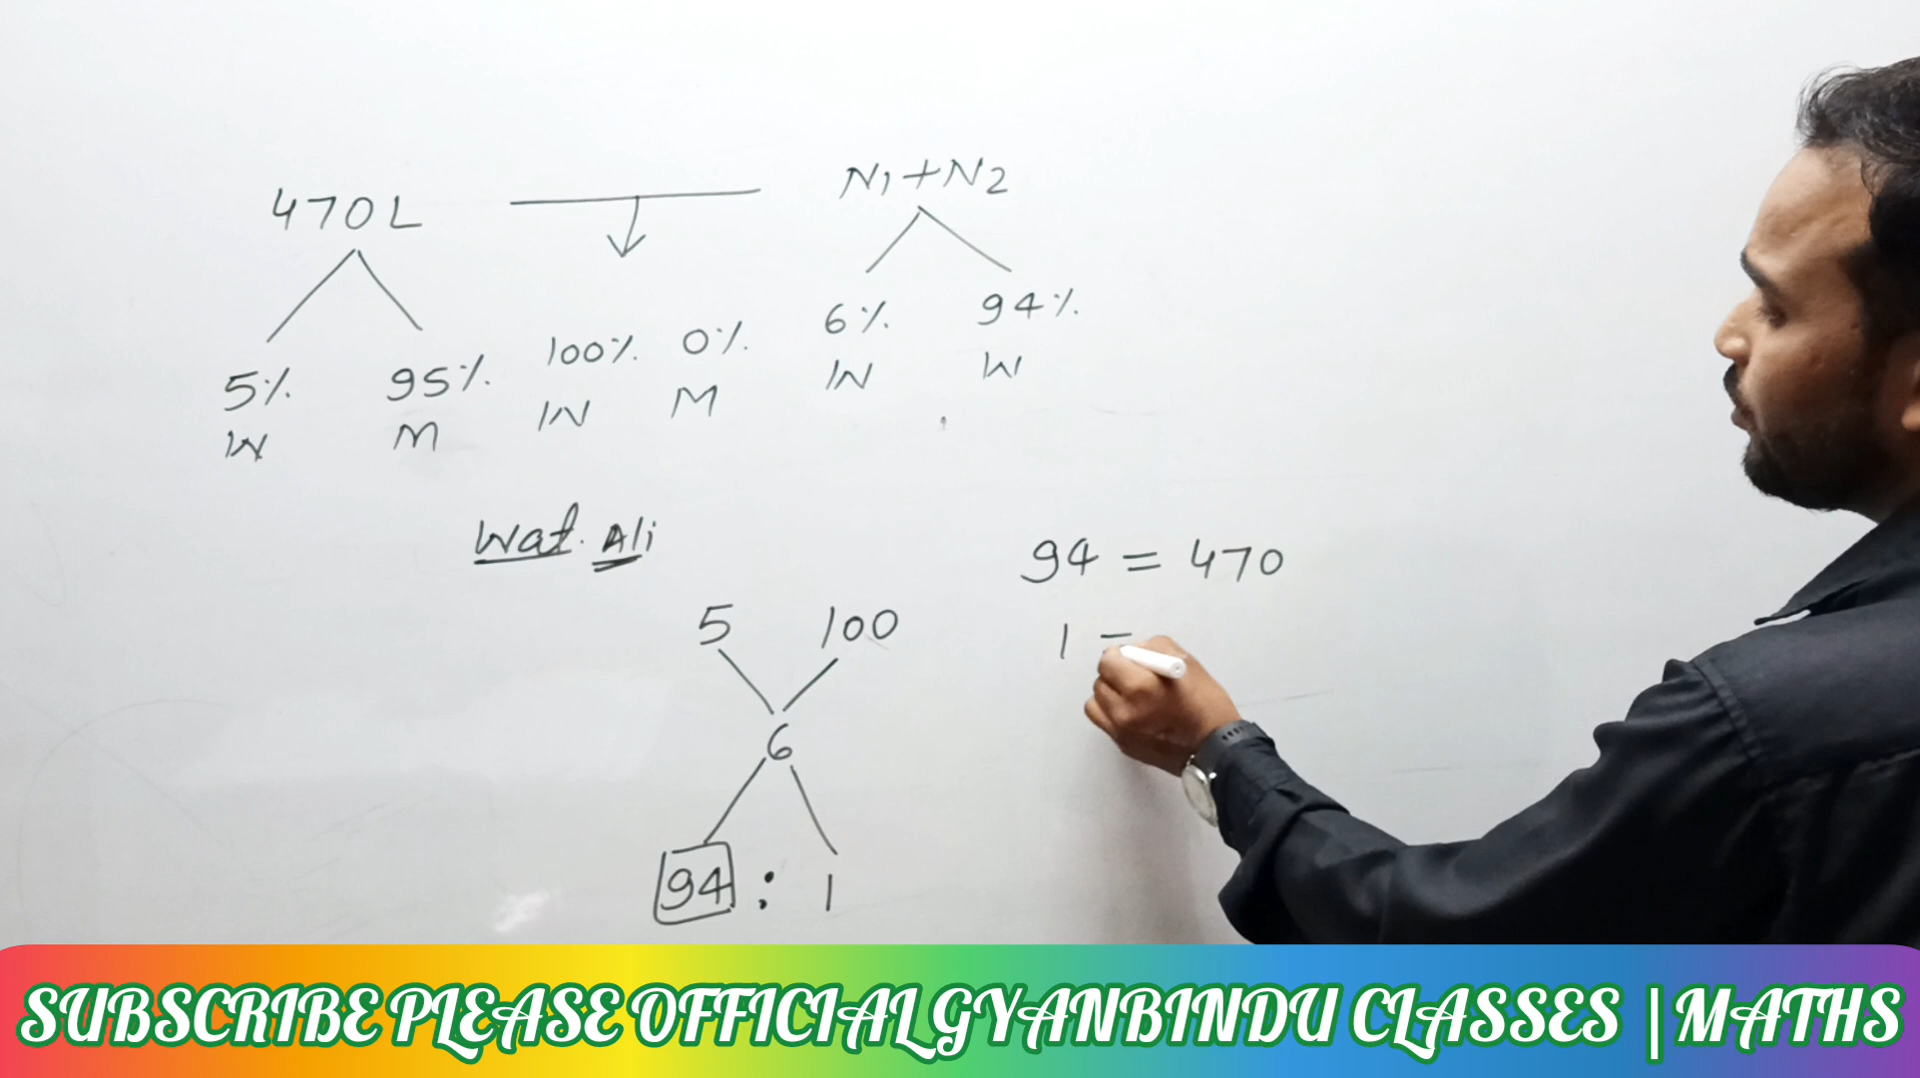 470L N1+N2
5% 95% 100% 0% 6% 94%
W M W M W W
Wat. Ali
5 100
6
94 : 1
94 = 470
1 =
SUBSCRIBE PLEASE OFFICIAL GYANBINDU CLASSES | MATHS